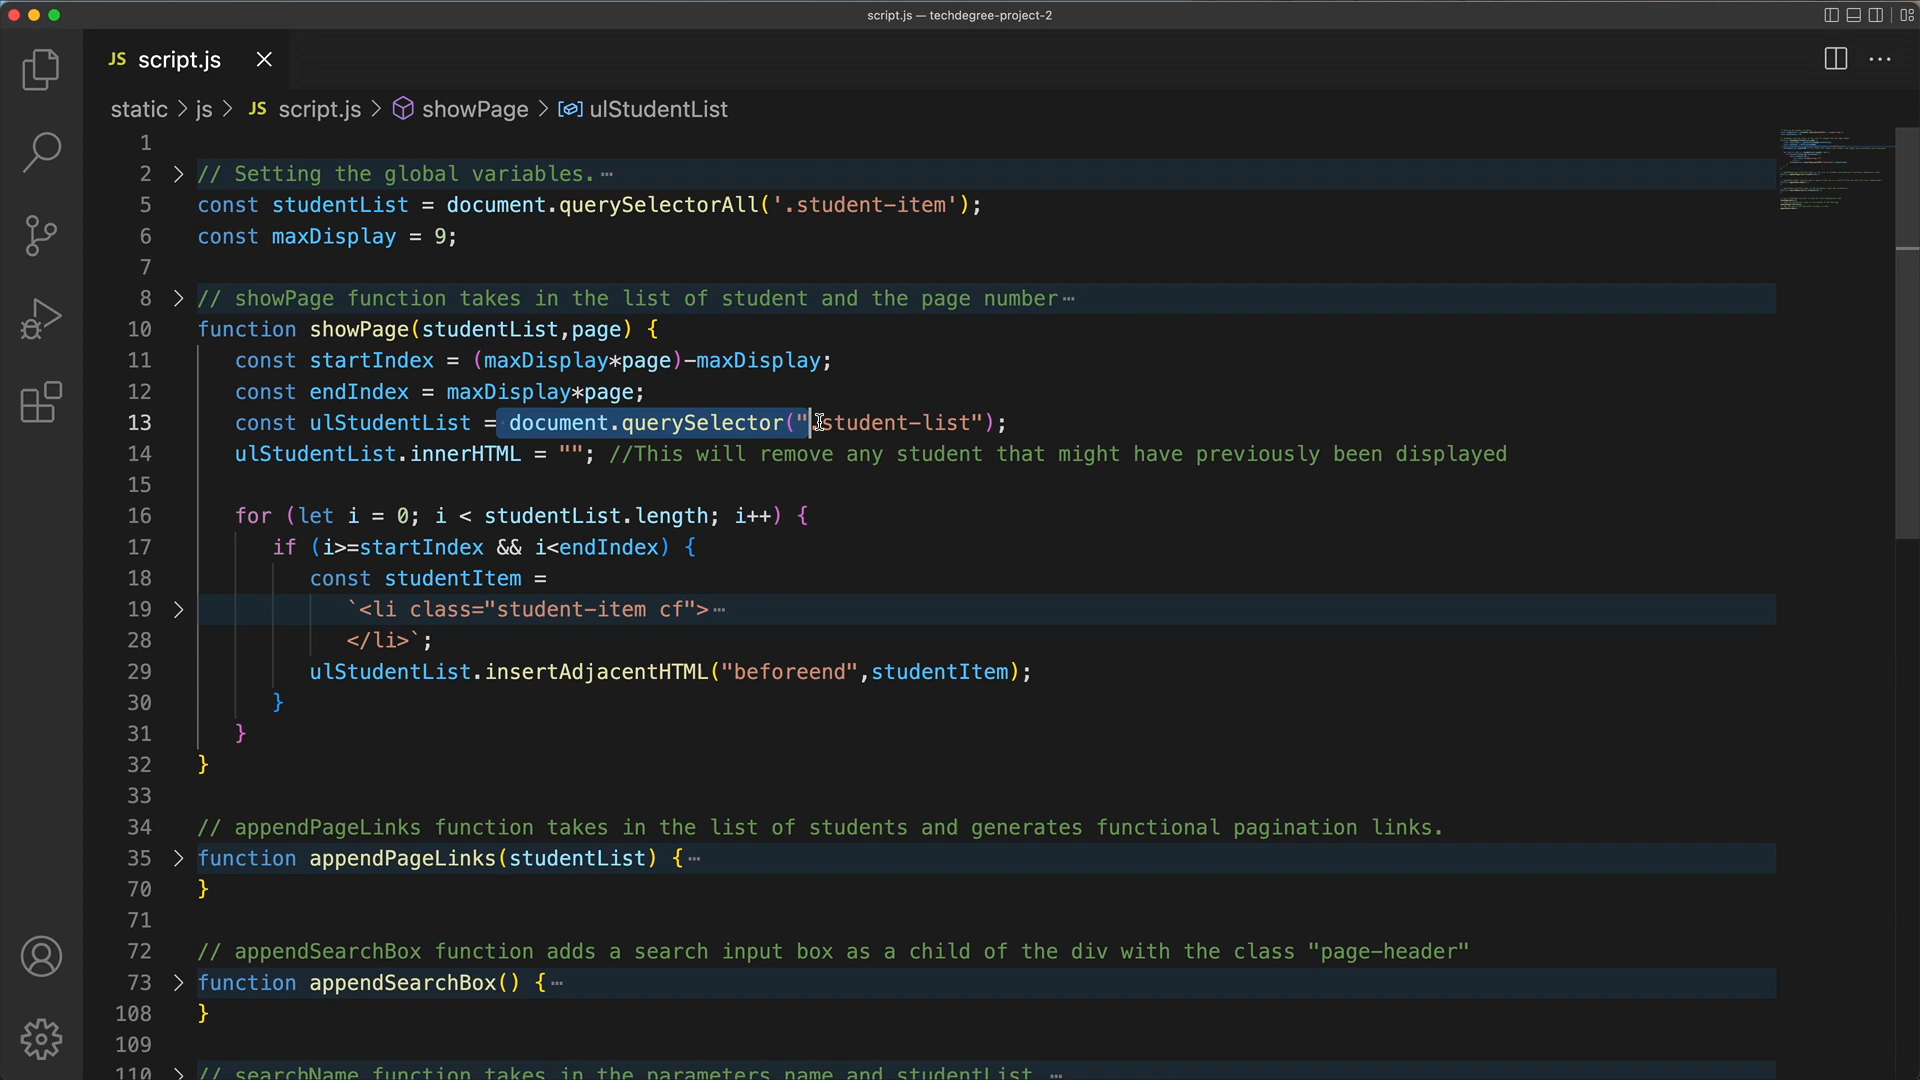 script.js — techdegree-project-2
JS script.js
static > js > JS script.js > showPage > ulStudentList
1
2 // Setting the global variables. ⋯
5 const studentList = document.querySelectorAll('.student-item');
6 const maxDisplay = 9;
7
8 // showPage function takes in the list of student and the page number ⋯
10 function showPage(studentList,page) {
11 const startIndex = (maxDisplay*page)-maxDisplay;
12 const endIndex = maxDisplay*page;
13 const ulStudentList = document.querySelector(".student-list");
14 ulStudentList.innerHTML = ""; //This will remove any student that might have previously been displayed
15
16 for (let i = 0; i < studentList.length; i++) {
17 if (i>=startIndex && i<endIndex) {
18 const studentItem =
19 `<li class="student-item cf"> ⋯
28 </li>`;
29 ulStudentList.insertAdjacentHTML("beforeend",studentItem);
30 }
31 }
32 }
33
34 // appendPageLinks function takes in the list of students and generates functional pagination links.
35 function appendPageLinks(studentList) { ⋯
70 }
71
72 // appendSearchBox function adds a search input box as a child of the div with the class "page-header"
73 function appendSearchBox() { ⋯
108 }
109
110 // searchName function takes in the parameters name and studentList ⋯